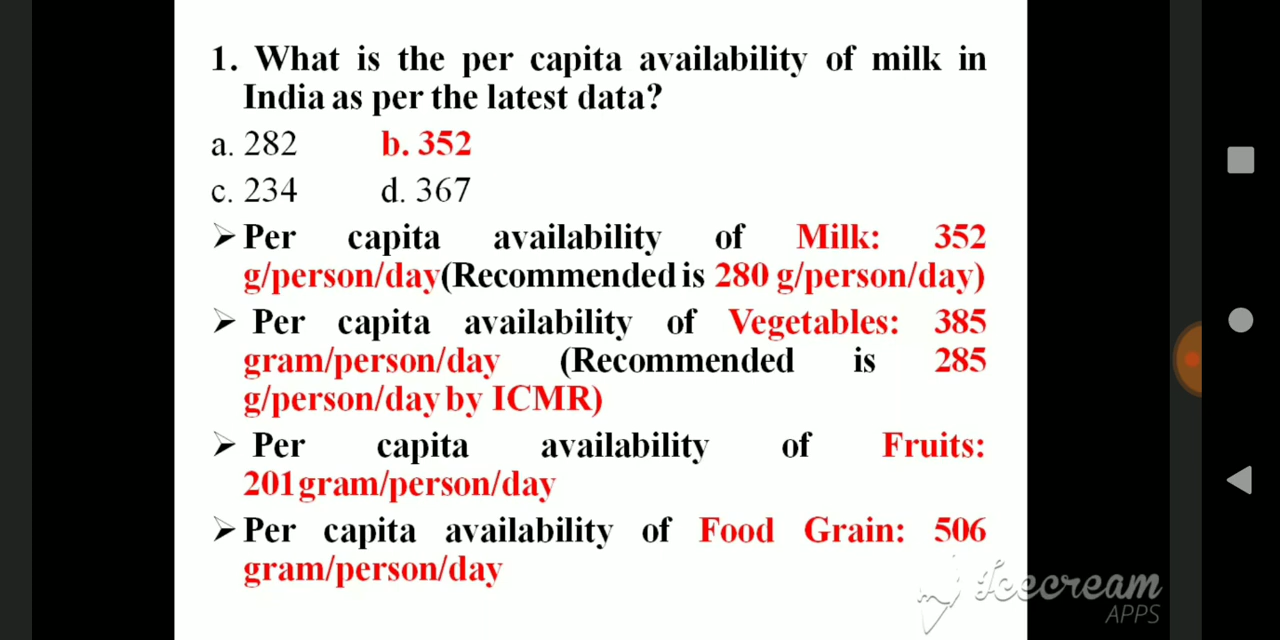 1. What is the per capita availability of milk in
India as per the latest data?
a. 282 b. 352
c. 234 d. 367
➢ Per capita availability of Milk: 352
g/person/day(Recommended is 280 g/person/day)
➢ Per capita availability of Vegetables: 385
gram/person/day (Recommended is 285
g/person/day by ICMR)
➢ Per capita availability of Fruits:
201gram/person/day
➢ Per capita availability of Food Grain: 506
gram/person/day
Icecream
APPS